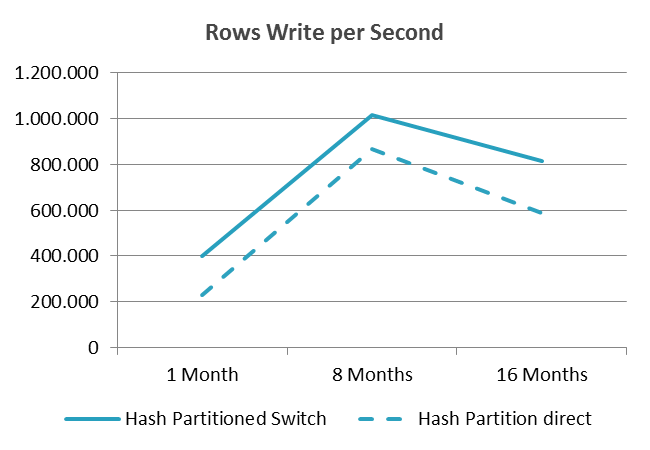 Rows Write per Second
1.200.000
1.000.000
800.000
600.000
400.000
200.000
0
1 Month 8 Months 16 Months
Hash Partitioned Switch Hash Partition direct